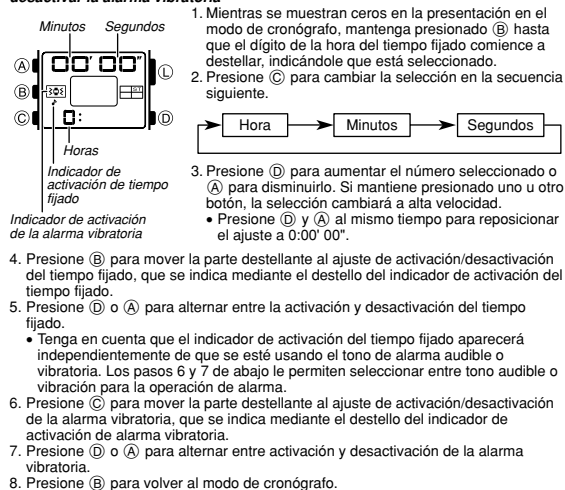 desactivar la alarma vibratoria
Minutos Segundos
00' 00"
SET
0:
Ⓐ
Ⓑ
Ⓒ
Ⓛ
Ⓓ
Horas
Indicador de
activación de tiempo
fijado
Indicador de activación
de la alarma vibratoria
1. Mientras se muestran ceros en la presentación en el
modo de cronógrafo, mantenga presionado Ⓑ hasta
que el dígito de la hora del tiempo fijado comience a
destellar, indicándole que está seleccionado.
2. Presione Ⓒ para cambiar la selección en la secuencia
siguiente.
Hora Minutos Segundos
3. Presione Ⓓ para aumentar el número seleccionado o
Ⓐ para disminuirlo. Si mantiene presionado uno u otro
botón, la selección cambiará a alta velocidad.
• Presione Ⓓ y Ⓐ al mismo tiempo para reposicionar
el ajuste a 0:00' 00".
4. Presione Ⓑ para mover la parte destellante al ajuste de activación/desactivación
del tiempo fijado, que se indica mediante el destello del indicador de activación del
tiempo fijado.
5. Presione Ⓓ o Ⓐ para alternar entre la activación y desactivación del tiempo
fijado.
• Tenga en cuenta que el indicador de activación del tiempo fijado aparecerá
independientemente de que se esté usando el tono de alarma audible o
vibratoria. Los pasos 6 y 7 de abajo le permiten seleccionar entre tono audible o
vibración para la operación de alarma.
6. Presione Ⓒ para mover la parte destellante al ajuste de activación/desactivación
de la alarma vibratoria, que se indica mediante el destello del indicador de
activación de alarma vibratoria.
7. Presione Ⓓ o Ⓐ para alternar entre activación y desactivación de la alarma
vibratoria.
8. Presione Ⓑ para volver al modo de cronógrafo.